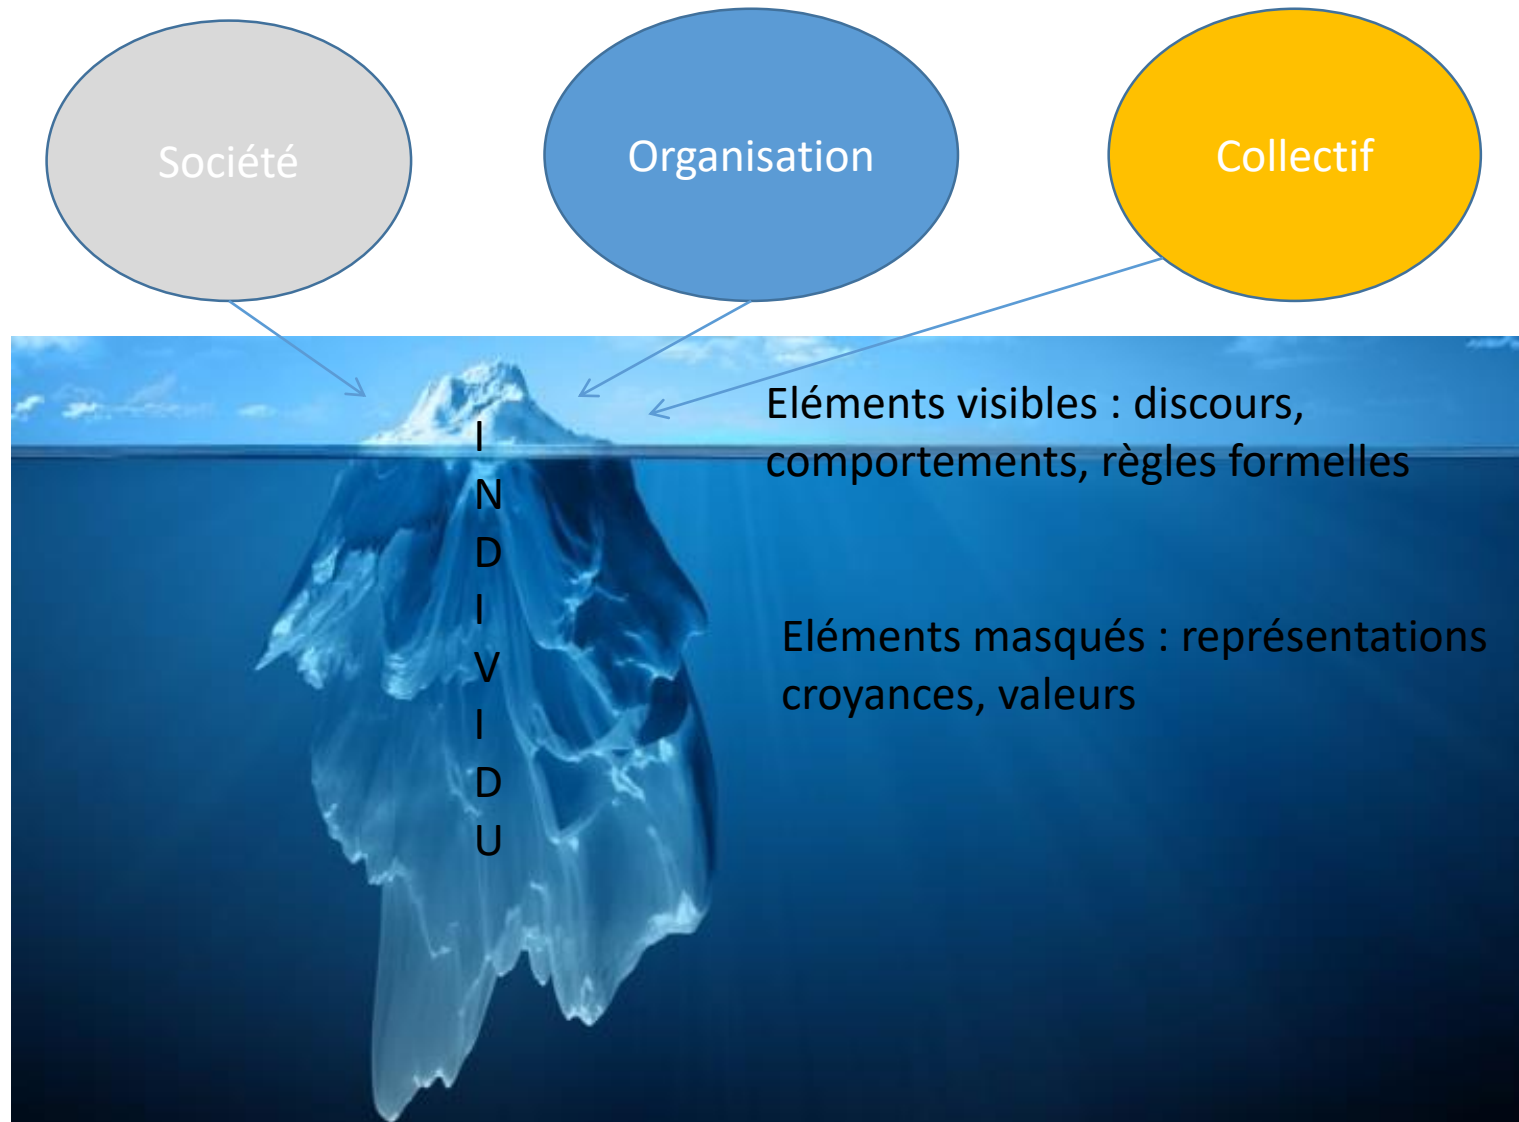 Société
Organisation
Collectif
Eléments visibles : discours,
comportements, règles formelles
I
N
D
I
V
I
D
U
Eléments masqués : représentations
croyances, valeurs